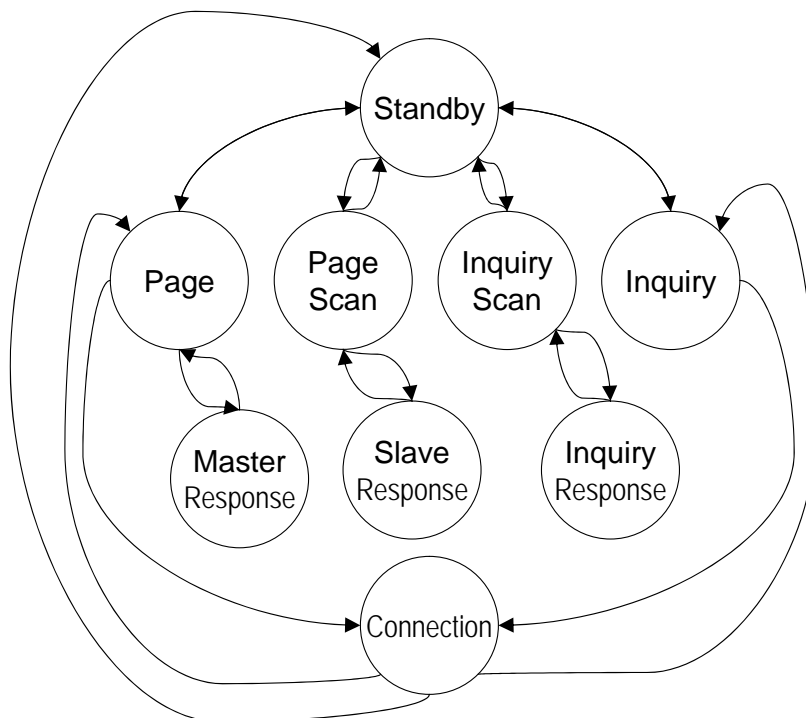 Standby
Page
Page
Scan
Inquiry
Scan
Inquiry
Master
Response
Slave
Response
Inquiry
Response
Connection